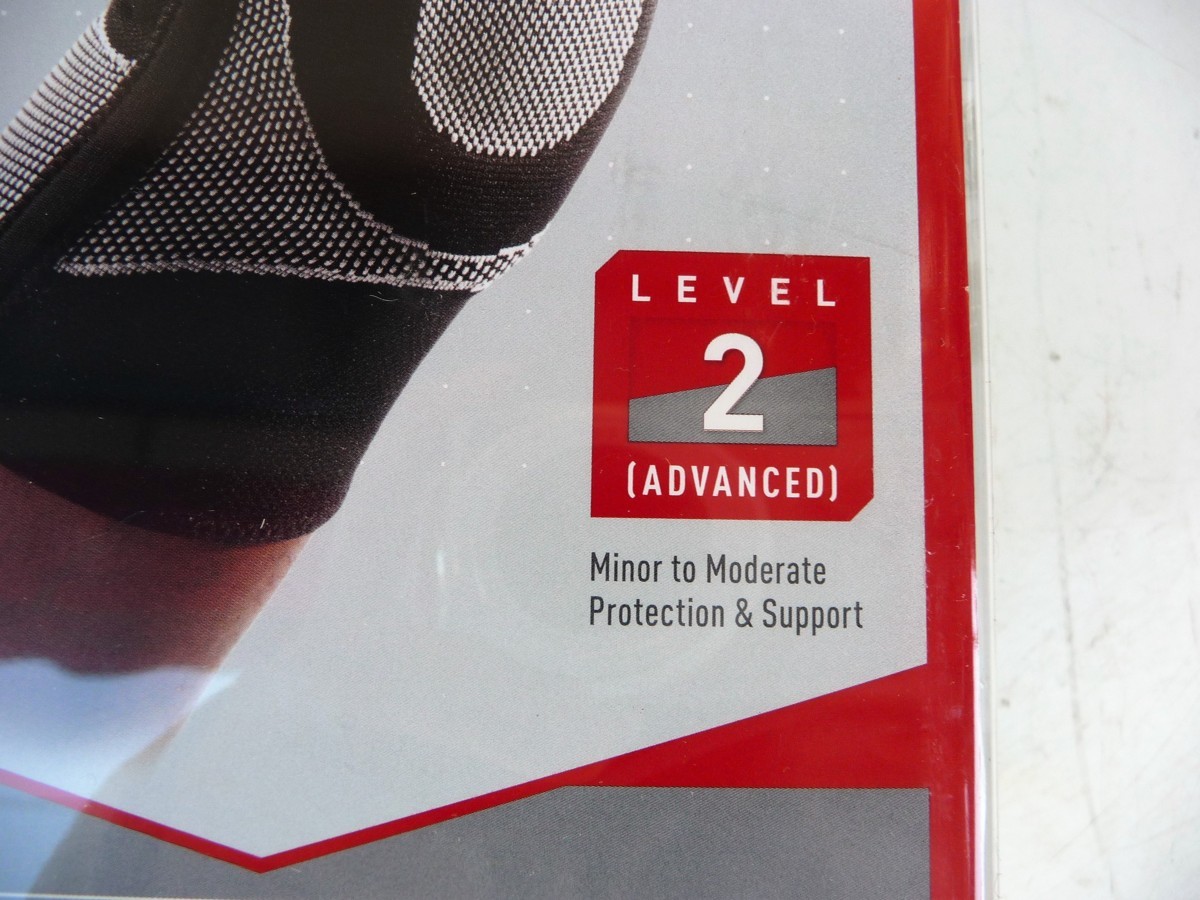 LEVEL
2
(ADVANCED)
Minor to Moderate
Protection & Support